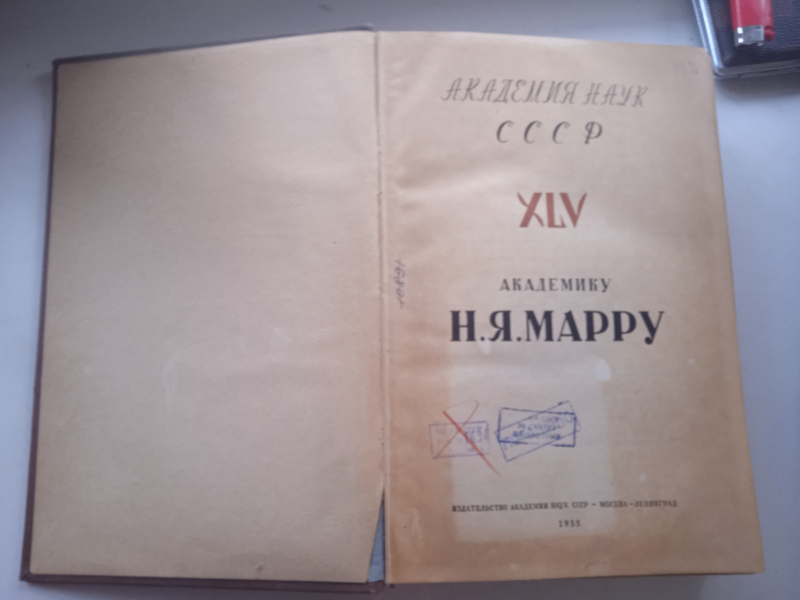 АКАДЕМИЯ НАУК
СССР
XLV
АКАДЕМИКУ
Н.Я.МАРРУ
ИЗДАТЕЛЬСТВО АКАДЕМИИ НАУК СССР – МОСКВА–ЛЕНИНГРАД
1935